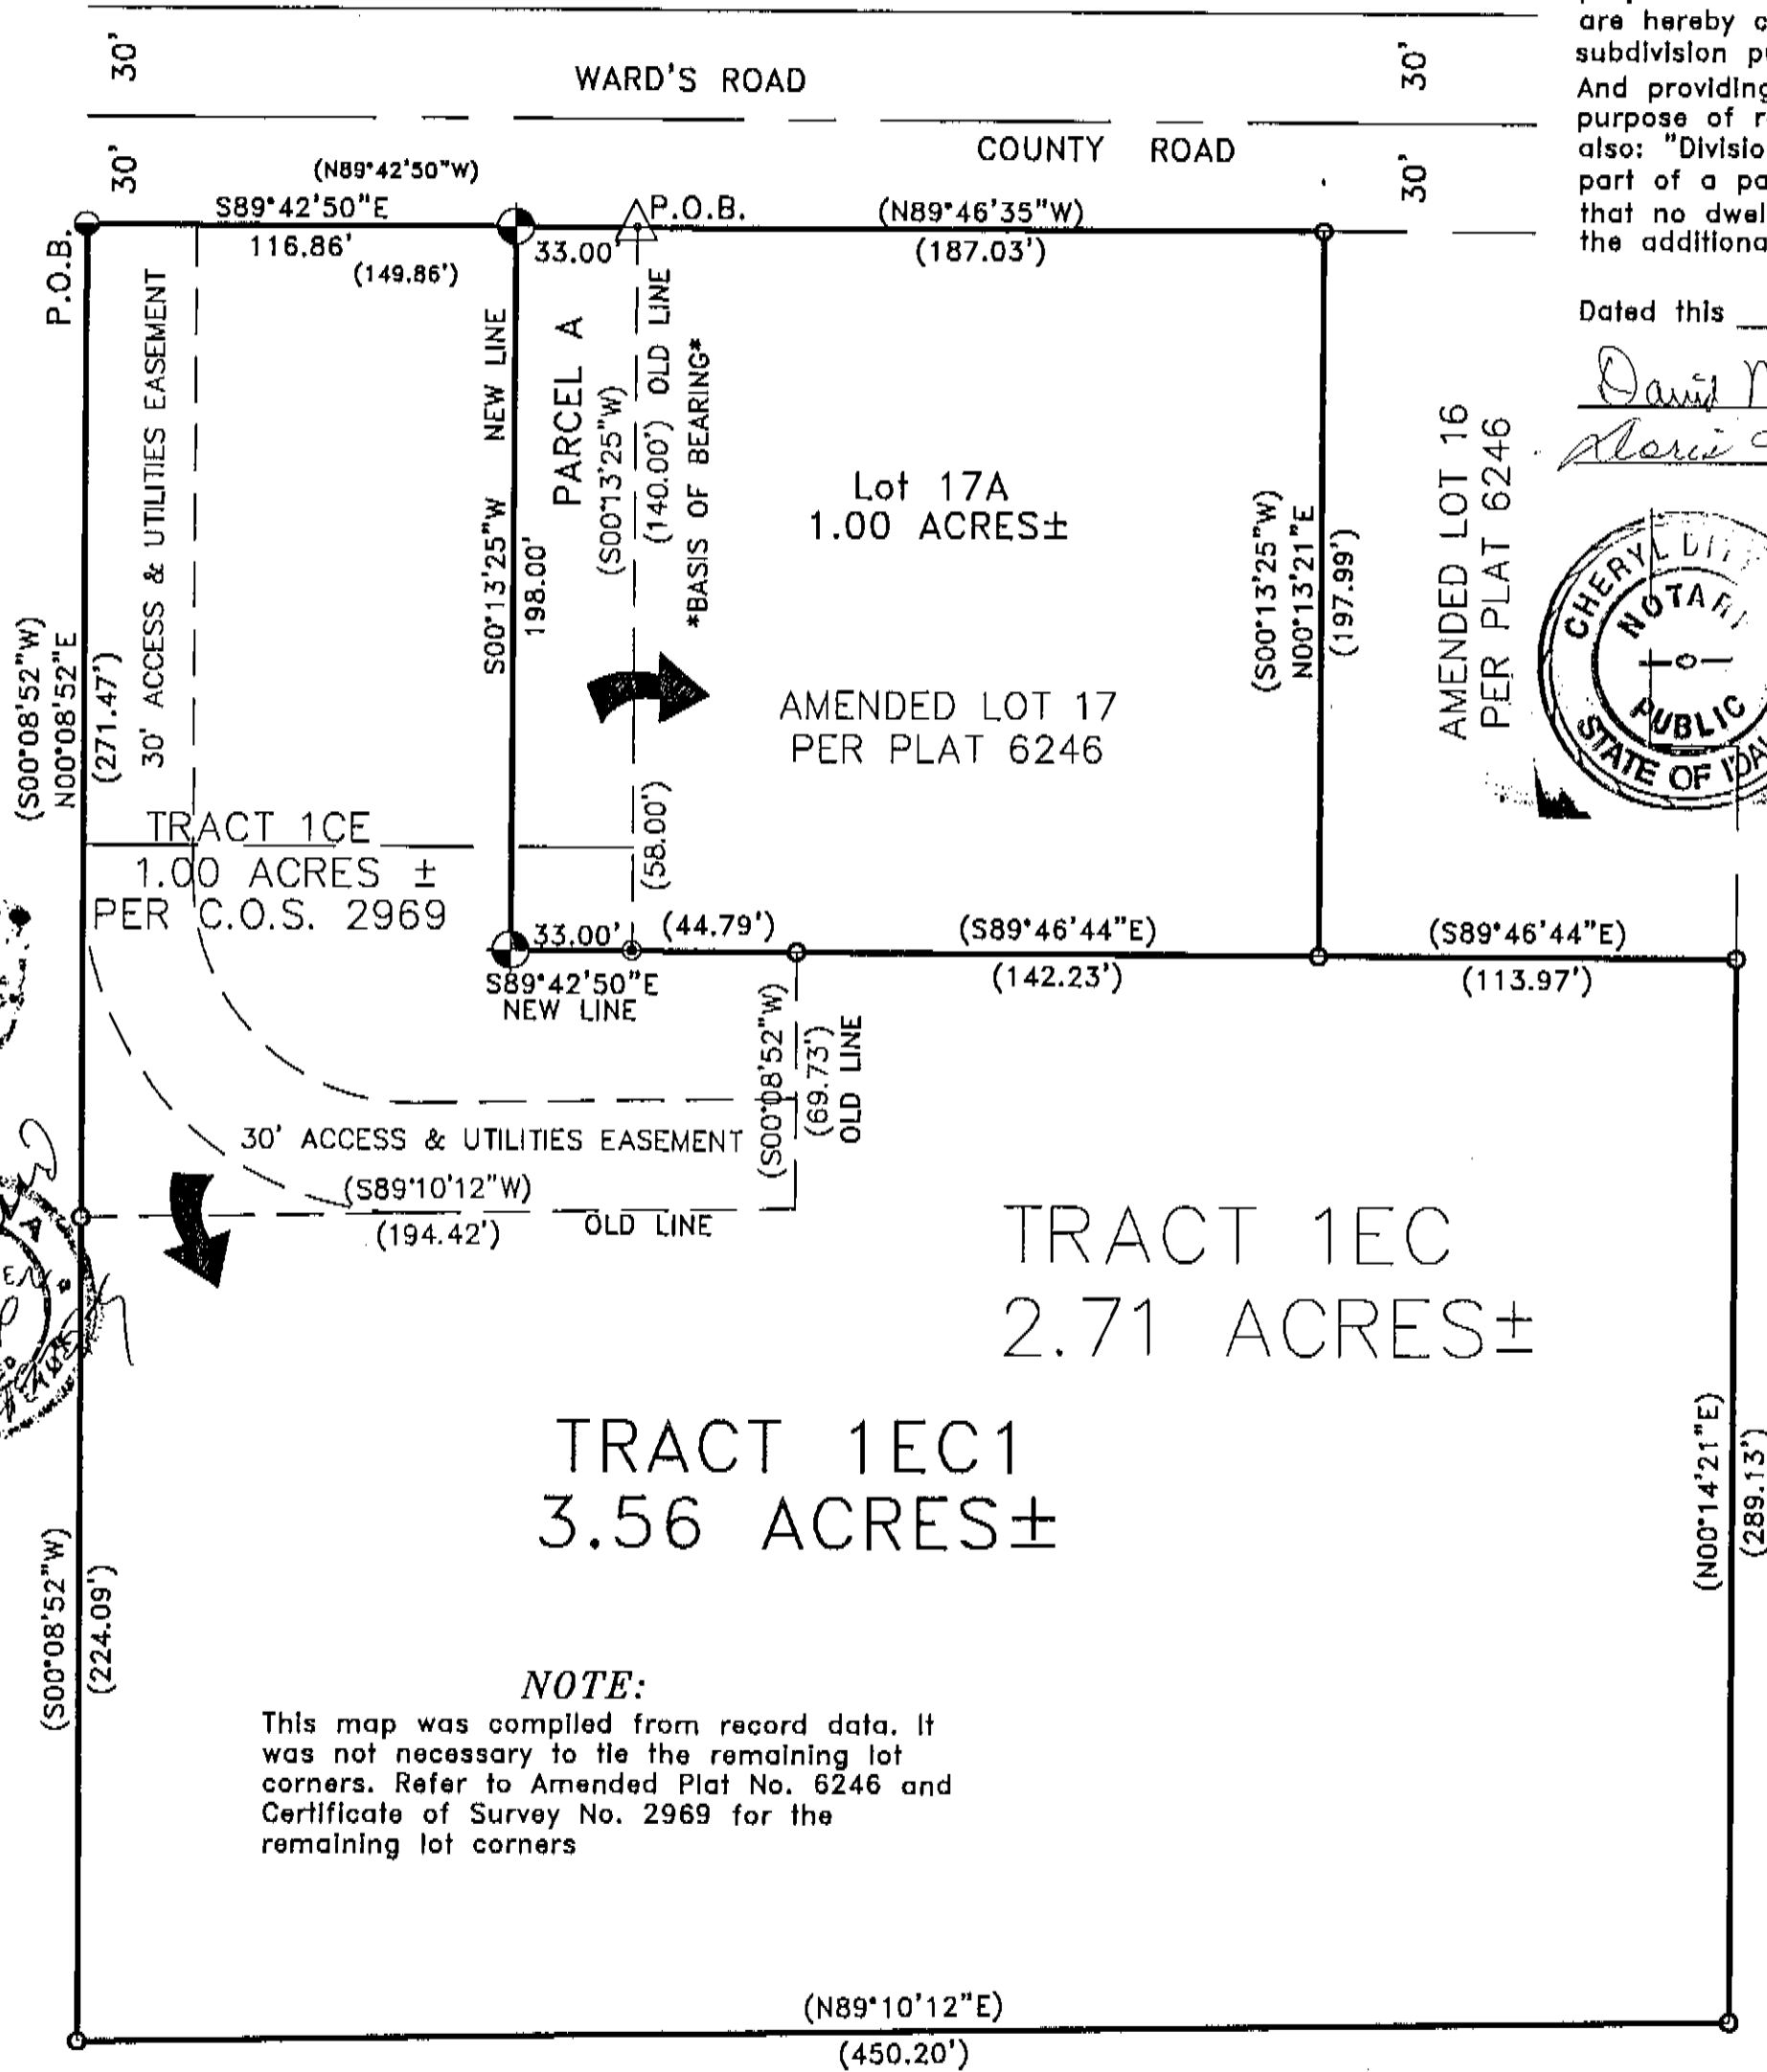 are hereby
subdivision
And providing
purpose of
also:
part of a
that no
the
Dated this
David
30'
WARD'S ROAD
30'
30'
COUNTY ROAD
30'
(N89°42'50"W)
S89°42'50"E
116.86'
(149.86')
P.O.B.
P.O.B.
33.00'
(N89°46'35"W)
(187.03')
30' ACCESS & UTILITIES EASEMENT
S00°13'25"W NEW LINE
198.00'
PARCEL A
(S00°13'25"W)
(140.00') OLD LINE
*BASIS OF BEARING*
Lot 17A
1.00 ACRES±
AMENDED LOT 17
PER PLAT 6246
(S00°13'25"W)
N00°13'21"E
(197.99')
AMENDED LOT 16
PER PLAT 6246
CHERYL
NOTARY
PUBLIC
STATE OF
(S00°08'52"W)
N00°08'52"E
(271.47')
TRACT 1CE
1.00 ACRES ±
PER C.O.S. 2969
(58.00')
33.00'
(44.79')
(S89°46'44"E)
(142.23')
(S89°46'44"E)
(113.97')
S89°42'50"E
NEW LINE
(S00°08'52"W)
(69.73')
OLD LINE
30' ACCESS & UTILITIES EASEMENT
(S89°10'12"W)
(194.42')
OLD LINE
TRACT 1EC
2.71 ACRES±
TRACT 1EC1
3.56 ACRES±
(N00°14'21"E)
(289.13')
(S00°08'52"W)
(224.09')
NOTE:
This map was compiled from record data. It
was not necessary to tie the remaining lot
corners. Refer to Amended Plat No. 6246 and
Certificate of Survey No. 2969 for the
remaining lot corners
(N89°10'12"E)
(450.20')